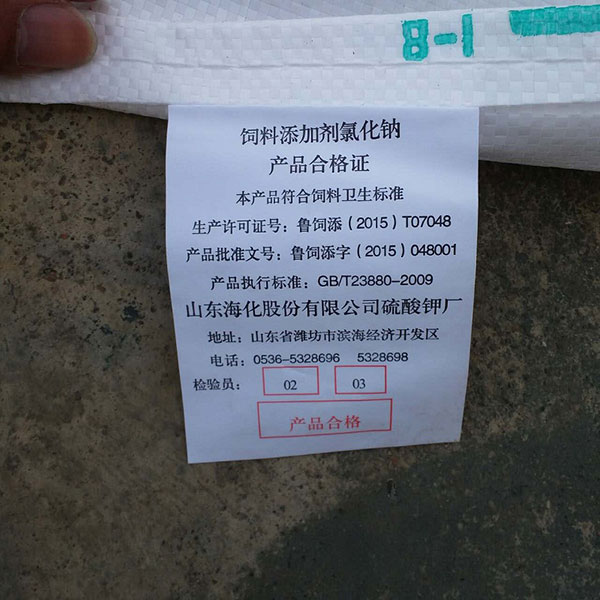 8-1
饲料添加剂氯化钠
产品合格证
本产品符合饲料卫生标准
生产许可证号：鲁饲添（2015）T07048
产品批准文号：鲁饲添字（2015）048001
产品执行标准：GB/T23880-2009
山东海化股份有限公司硫酸钾厂
地址：山东省潍坊市滨海经济开发区
电话：0536-5328696 5328698
检验员： 02 03
产品合格